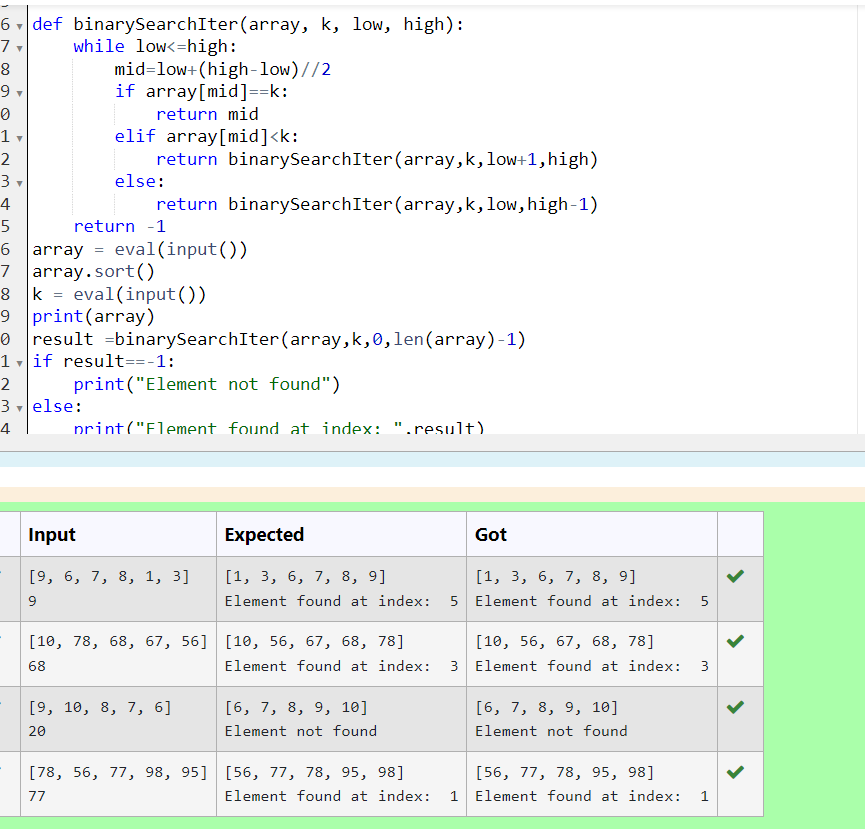 6 def binarySearchIter(array, k, low, high):
7     while low<=high:
8         mid=low+(high-low)//2
9         if array[mid]==k:
0             return mid
1         elif array[mid]<k:
2             return binarySearchIter(array,k,low+1,high)
3         else:
4             return binarySearchIter(array,k,low,high-1)
5     return -1
6 array = eval(input())
7 array.sort()
8 k = eval(input())
9 print(array)
0 result =binarySearchIter(array,k,0,len(array)-1)
1 if result==-1:
2     print("Element not found")
3 else:
4     print("Element found at index: ",result)
Input Expected Got
[9, 6, 7, 8, 1, 3] [1, 3, 6, 7, 8, 9] [1, 3, 6, 7, 8, 9]
9 Element found at index:  5 Element found at index:  5
[10, 78, 68, 67, 56] [10, 56, 67, 68, 78] [10, 56, 67, 68, 78]
68 Element found at index:  3 Element found at index:  3
[9, 10, 8, 7, 6] [6, 7, 8, 9, 10] [6, 7, 8, 9, 10]
20 Element not found Element not found
[78, 56, 77, 98, 95] [56, 77, 78, 95, 98] [56, 77, 78, 95, 98]
77 Element found at index:  1 Element found at index:  1